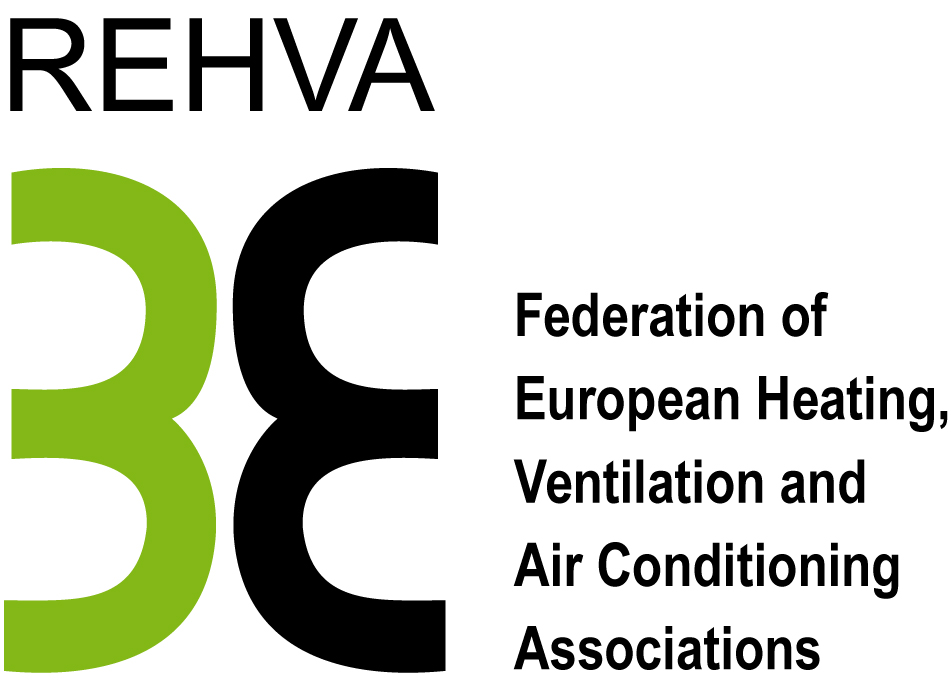 REHVA
Federation of
European Heating,
Ventilation and
Air Conditioning
Associations